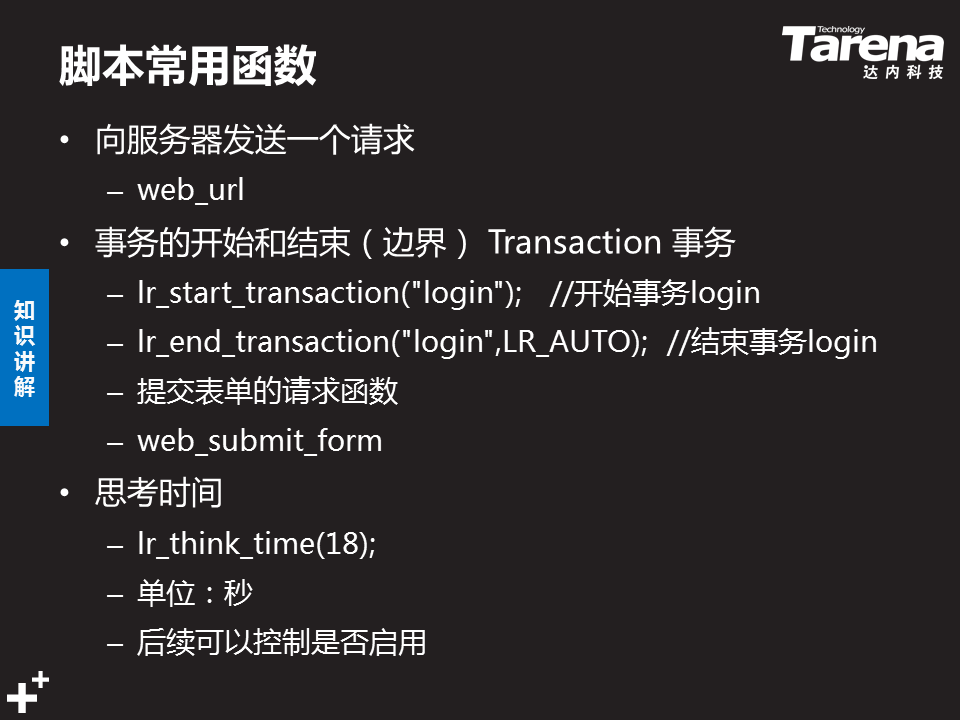 脚本常用函数
Technology
Tarena
达内科技
• 向服务器发送一个请求
– web_url
• 事务的开始和结束（边界） Transaction 事务
– lr_start_transaction("login"); //开始事务login
– lr_end_transaction("login",LR_AUTO); //结束事务login
– 提交表单的请求函数
– web_submit_form
• 思考时间
– lr_think_time(18);
– 单位：秒
– 后续可以控制是否启用
知识讲解